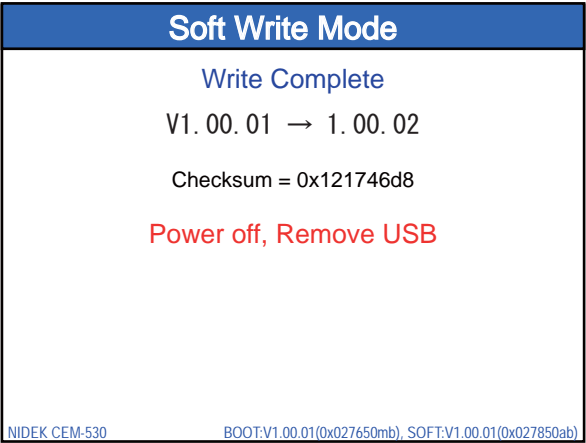 Soft Write Mode
Write Complete
V1.00.01 → 1.00.02
Checksum = 0x121746d8
Power off, Remove USB
NIDEK CEM-530 BOOT:V1.00.01(0x027650mb), SOFT:V1.00.01(0x027850ab)